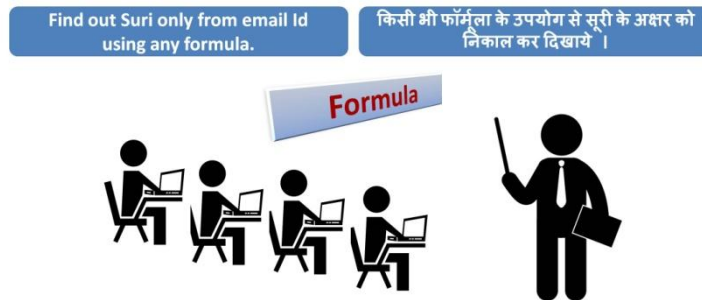 Find out Suri only from email Id
using any formula.
किसी भी फॉर्मूला के उपयोग से सूरी के अक्षर को
निकाल कर दिखाये ।
Formula